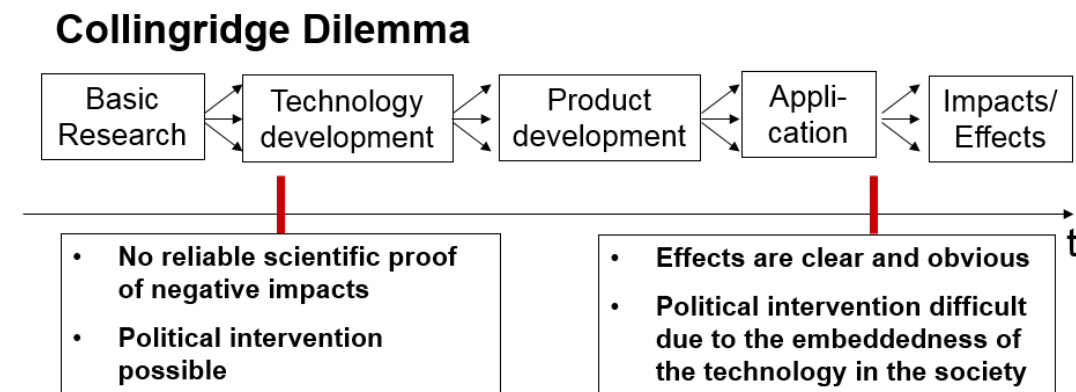 Collingridge Dilemma
Basic
Research
Technology
development
Product
development
Appli-
cation
Impacts/
Effects
t
• No reliable scientific proof
of negative impacts
• Political intervention
possible
• Effects are clear and obvious
• Political intervention difficult
due to the embeddedness of
the technology in the society